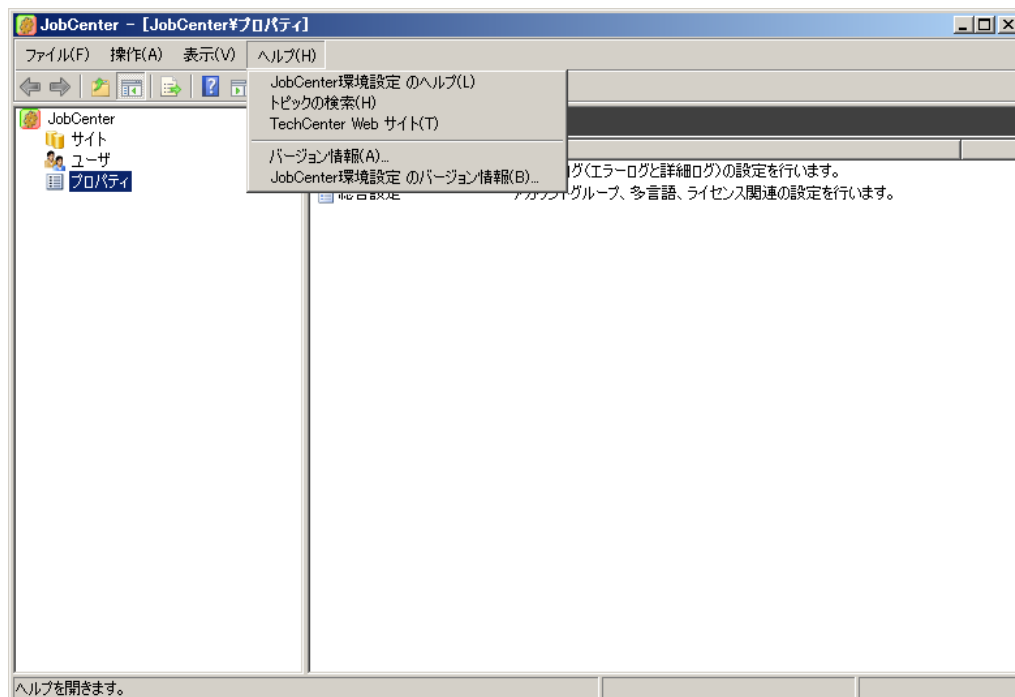 JobCenter - [JobCenter¥プロパティ]
ファイル(F) 操作(A) 表示(V) ヘルプ(H)
JobCenter環境設定 のヘルプ(L)
トピックの検索(H)
TechCenter Web サイト(T)
バージョン情報(A)...
JobCenter環境設定 のバージョン情報(B)...
JobCenter
サイト
ユーザ
プロパティ
グ(エラーログと詳細ログ)の設定を行います。
総合設定 アカウントグループ、多言語、ライセンス関連の設定を行います。
ヘルプを開きます。